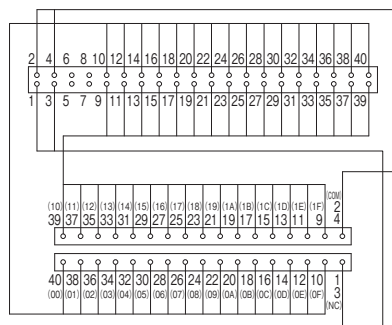 2 4 6 8 10 12 14 16 18 20 22 24 26 28 30 32 34 36 38 40
1 3 5 7 9 11 13 15 17 19 21 23 25 27 29 31 33 35 37 39
(10) (11) (12) (13) (14) (15) (16) (17) (18) (19) (1A) (1B) (1C) (1D) (1E) (1F) (COM)
39 37 35 33 31 29 27 25 23 21 19 17 15 13 11 9 2
4
40 38 36 34 32 30 28 26 24 22 20 18 16 14 12 10 1
(00) (01) (02) (03) (04) (05) (06) (07) (08) (09) (0A) (0B) (0C) (0D) (0E) (0F) 3
(NC)